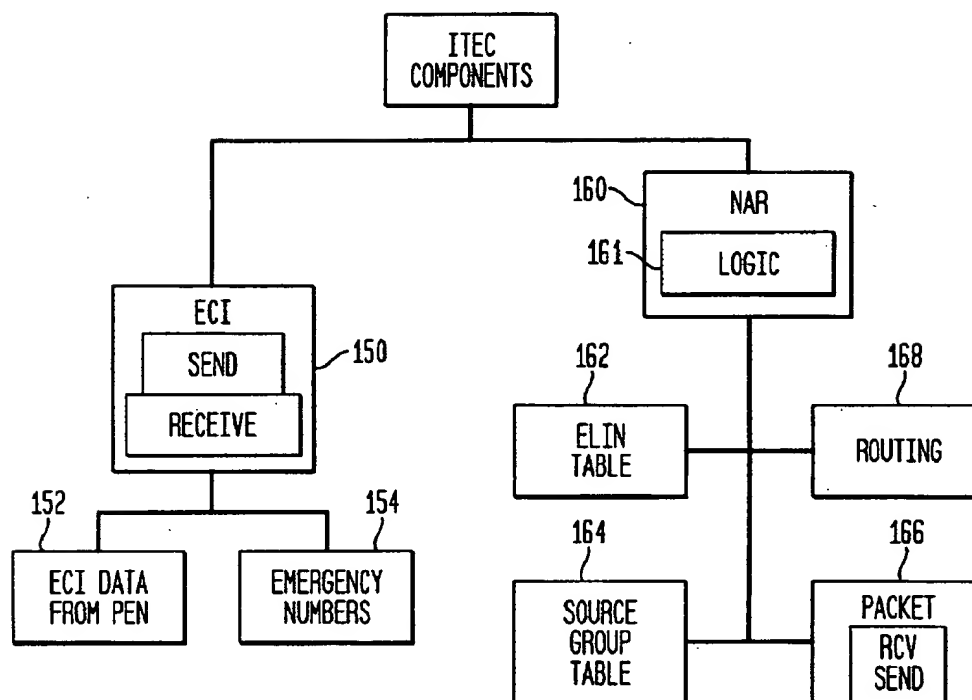 ITEC
COMPONENTS
160
NAR
161
LOGIC
ECI
SEND
RECEIVE
150
162
ELIN
TABLE
168
ROUTING
152
ECI DATA
FROM PEN
154
EMERGENCY
NUMBERS
164
SOURCE
GROUP
TABLE
166
PACKET
RCV
SEND